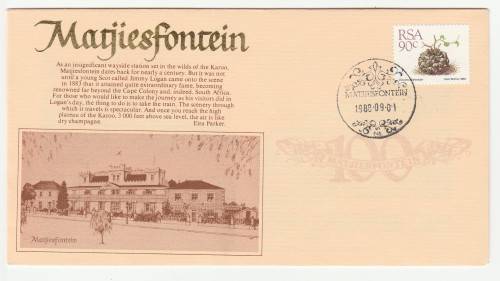 Matjiesfontein
As an insignificant wayside station set in the wilds of the Karoo,
Matjiesfontein dates back for nearly a century. But it was not
until a young Scot called Jimmy Logan came onto the scene
in 1883 that it attained quite extraordinary fame, becoming
renowned far beyond the Cape Colony and, indeed, South Africa.
For those who would like to make the journey as his visitors did in
Logan's day, the thing to do is to take the train. The scenery through
which it travels is spectacular. And once you reach the high
plateau of the Karoo, 3 000 feet above sea level, the air is like
dry champagne.
Etra Parker.
RSA
90c
MATJIESFONTEIN
1988·09·01
100
MATJIESFONTEIN
Matjiesfontein